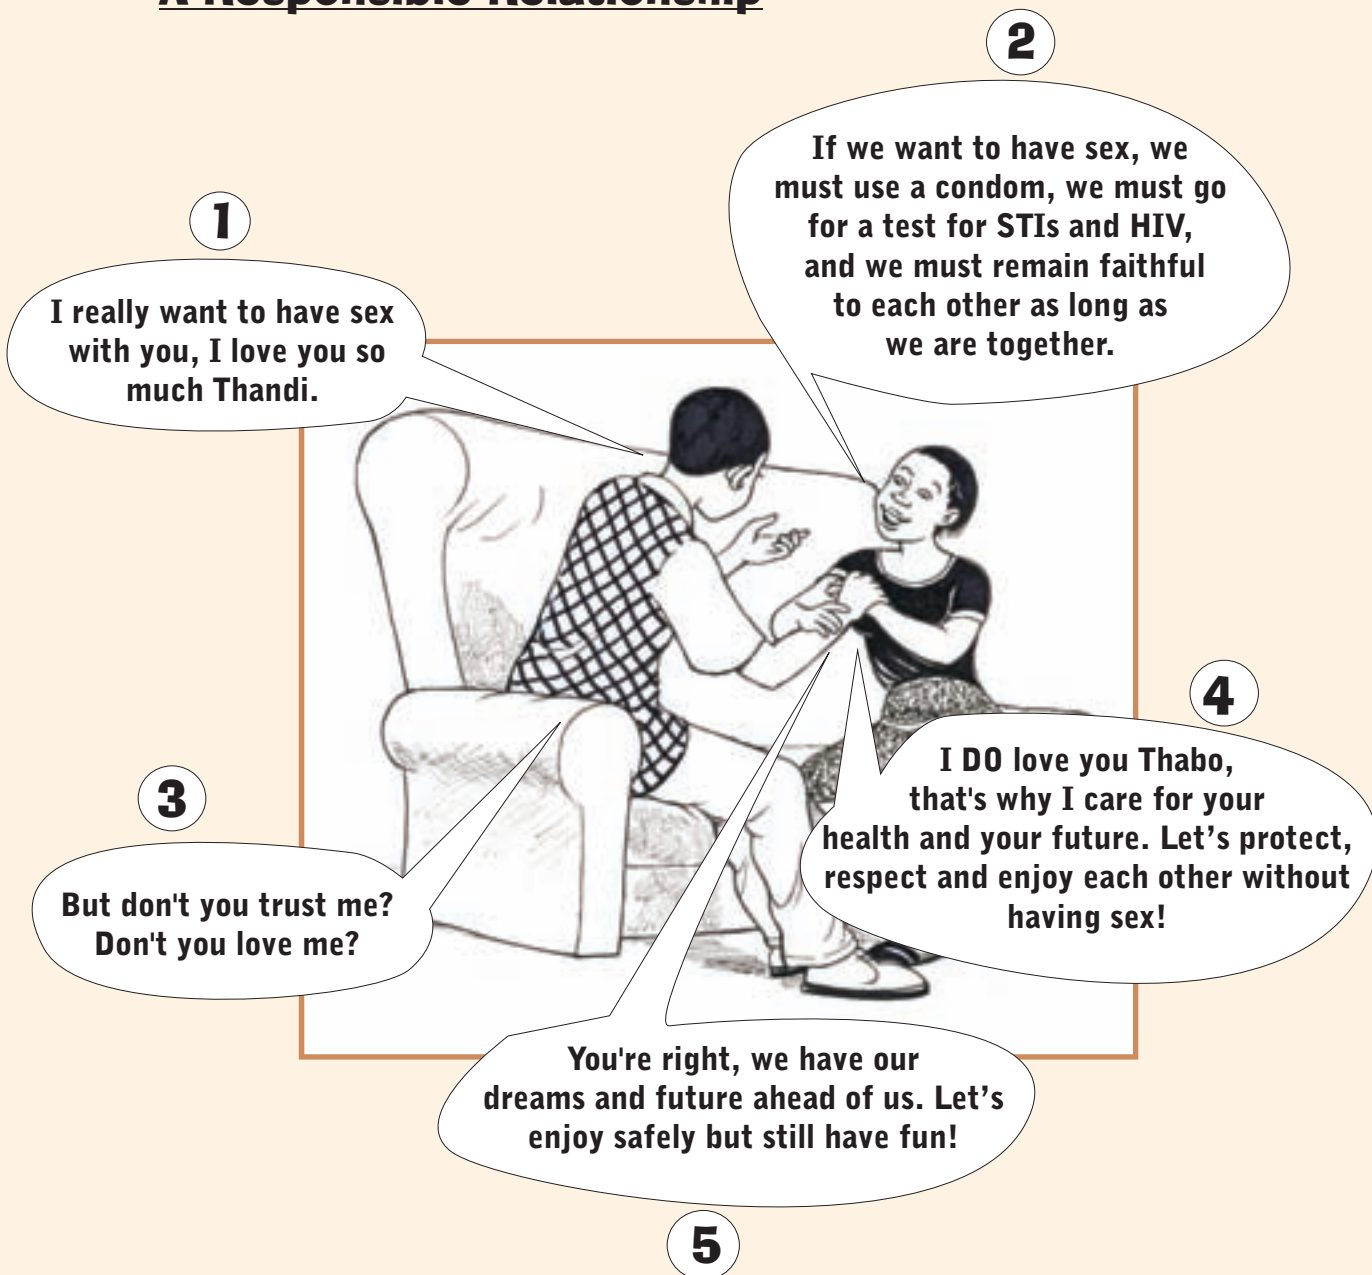 A Responsible Relationship
1
I really want to have sex
with you, I love you so
much Thandi.
2
If we want to have sex, we
must use a condom, we must go
for a test for STIs and HIV,
and we must remain faithful
to each other as long as
we are together.
3
But don't you trust me?
Don't you love me?
4
I DO love you Thabo,
that's why I care for your
health and your future. Let’s protect,
respect and enjoy each other without
having sex!
You're right, we have our
dreams and future ahead of us. Let’s
enjoy safely but still have fun!
5